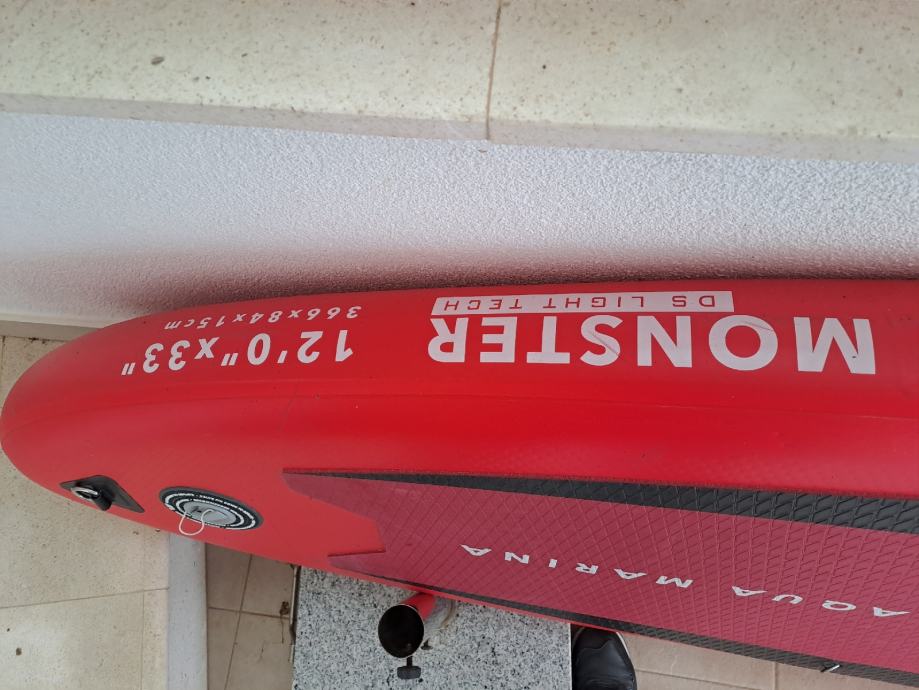 MONSTER
DS LIGHT TECH
12'0"x33"
366x84x15cm
AQUA MARINA